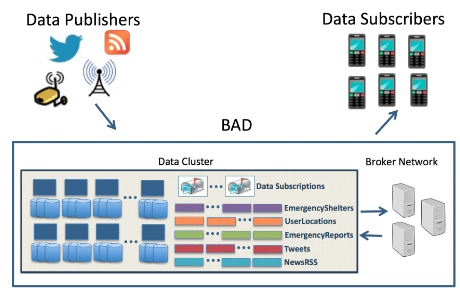 Data Publishers
Data Subscribers
BAD
Data Cluster
Broker Network
Data Subscriptions
EmergencyShelters
UserLocations
EmergencyReports
Tweets
NewsRSS